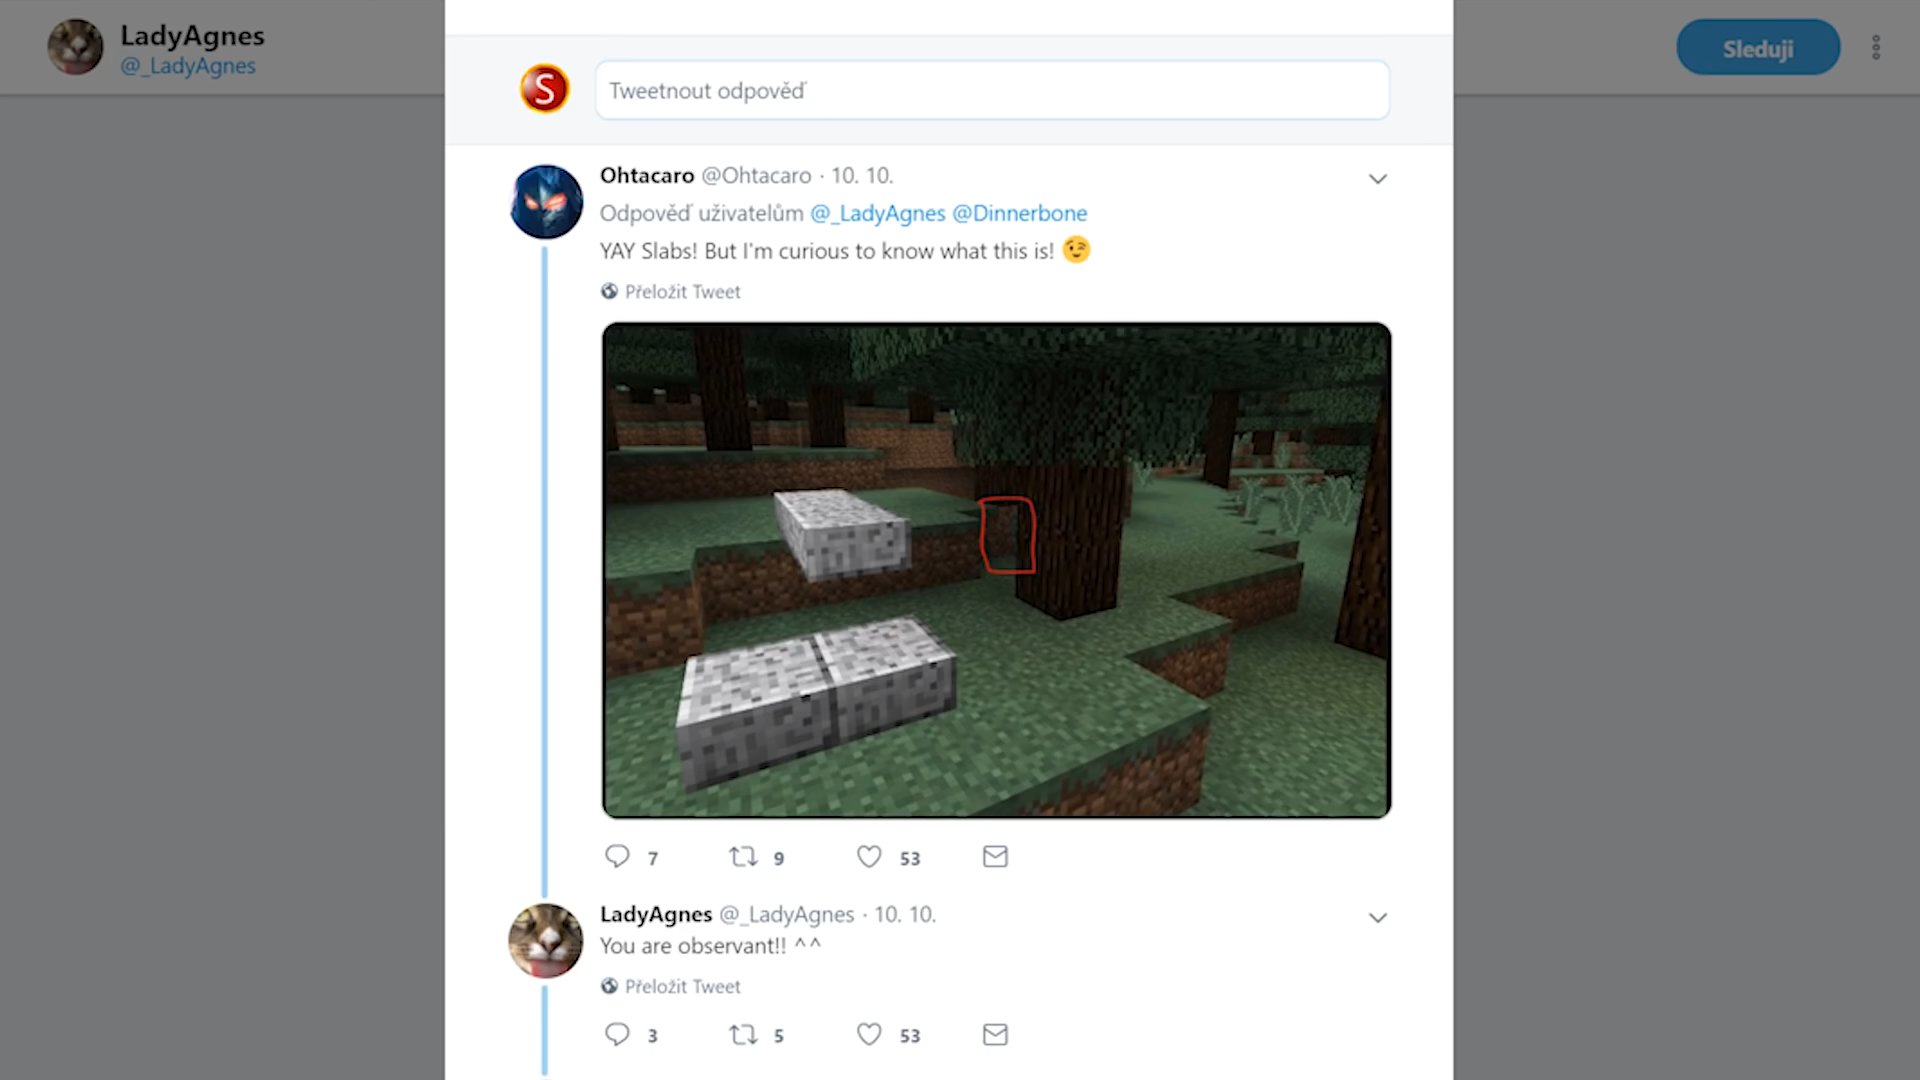 LadyAgnes
@_LadyAgnes
Sleduji
S
Tweetnout odpověď
Ohtacaro @Ohtacaro · 10. 10.
Odpověď uživatelům @_LadyAgnes @Dinnerbone
YAY Slabs! But I'm curious to know what this is! 😉
Přeložit Tweet
7 9 53
LadyAgnes @_LadyAgnes · 10. 10.
You are observant!! ^^
Přeložit Tweet
3 5 53